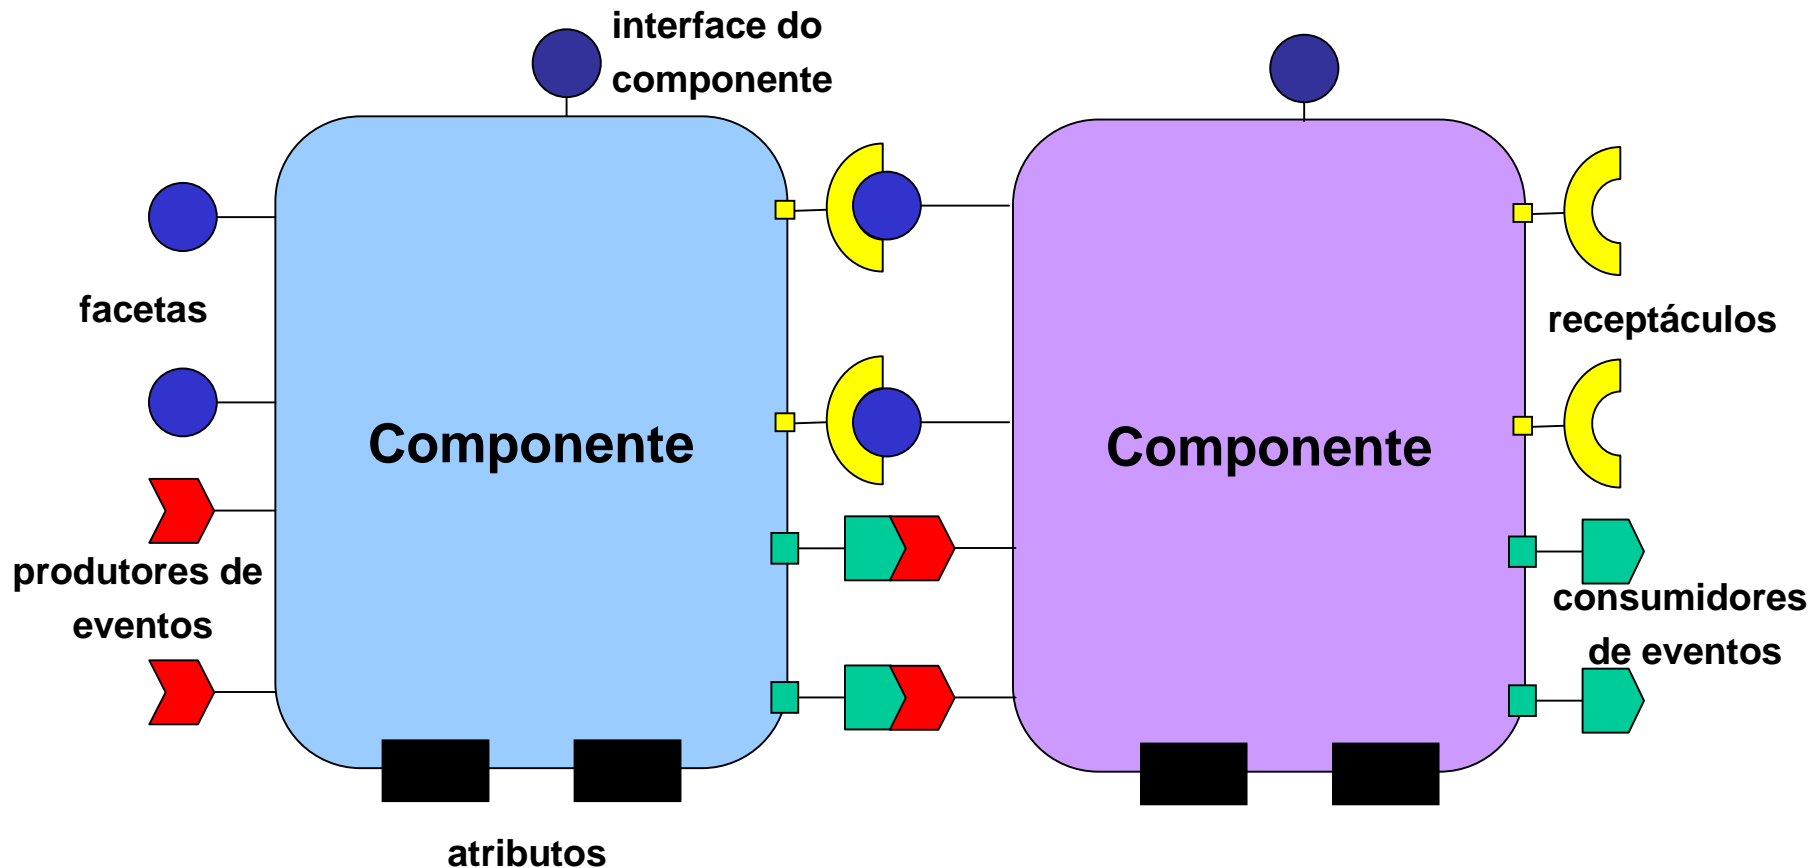 interface do
componente
facetas
receptáculos
Componente
Componente
produtores de
eventos
consumidores
de eventos
atributos